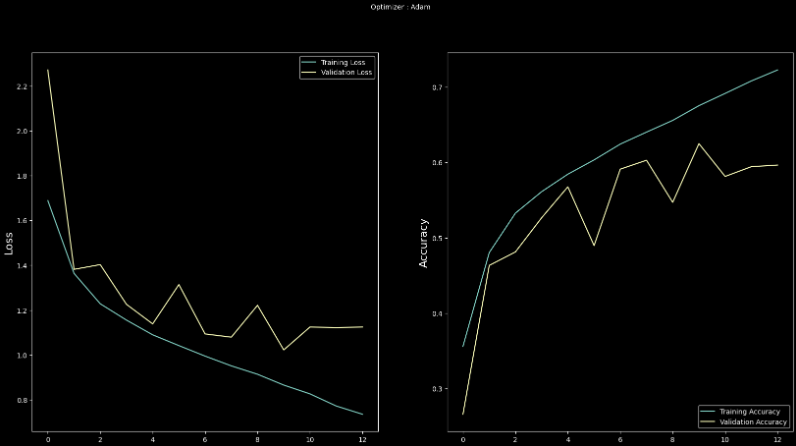 Optimizer : Adam
Training Loss
Validation Loss
Loss
2.2
2.0
1.8
1.6
1.4
1.2
1.0
0.8
0 2 4 6 8 10 12
Accuracy
0.7
0.6
0.5
0.4
0.3
Training Accuracy
Validation Accuracy
0 2 4 6 8 10 12